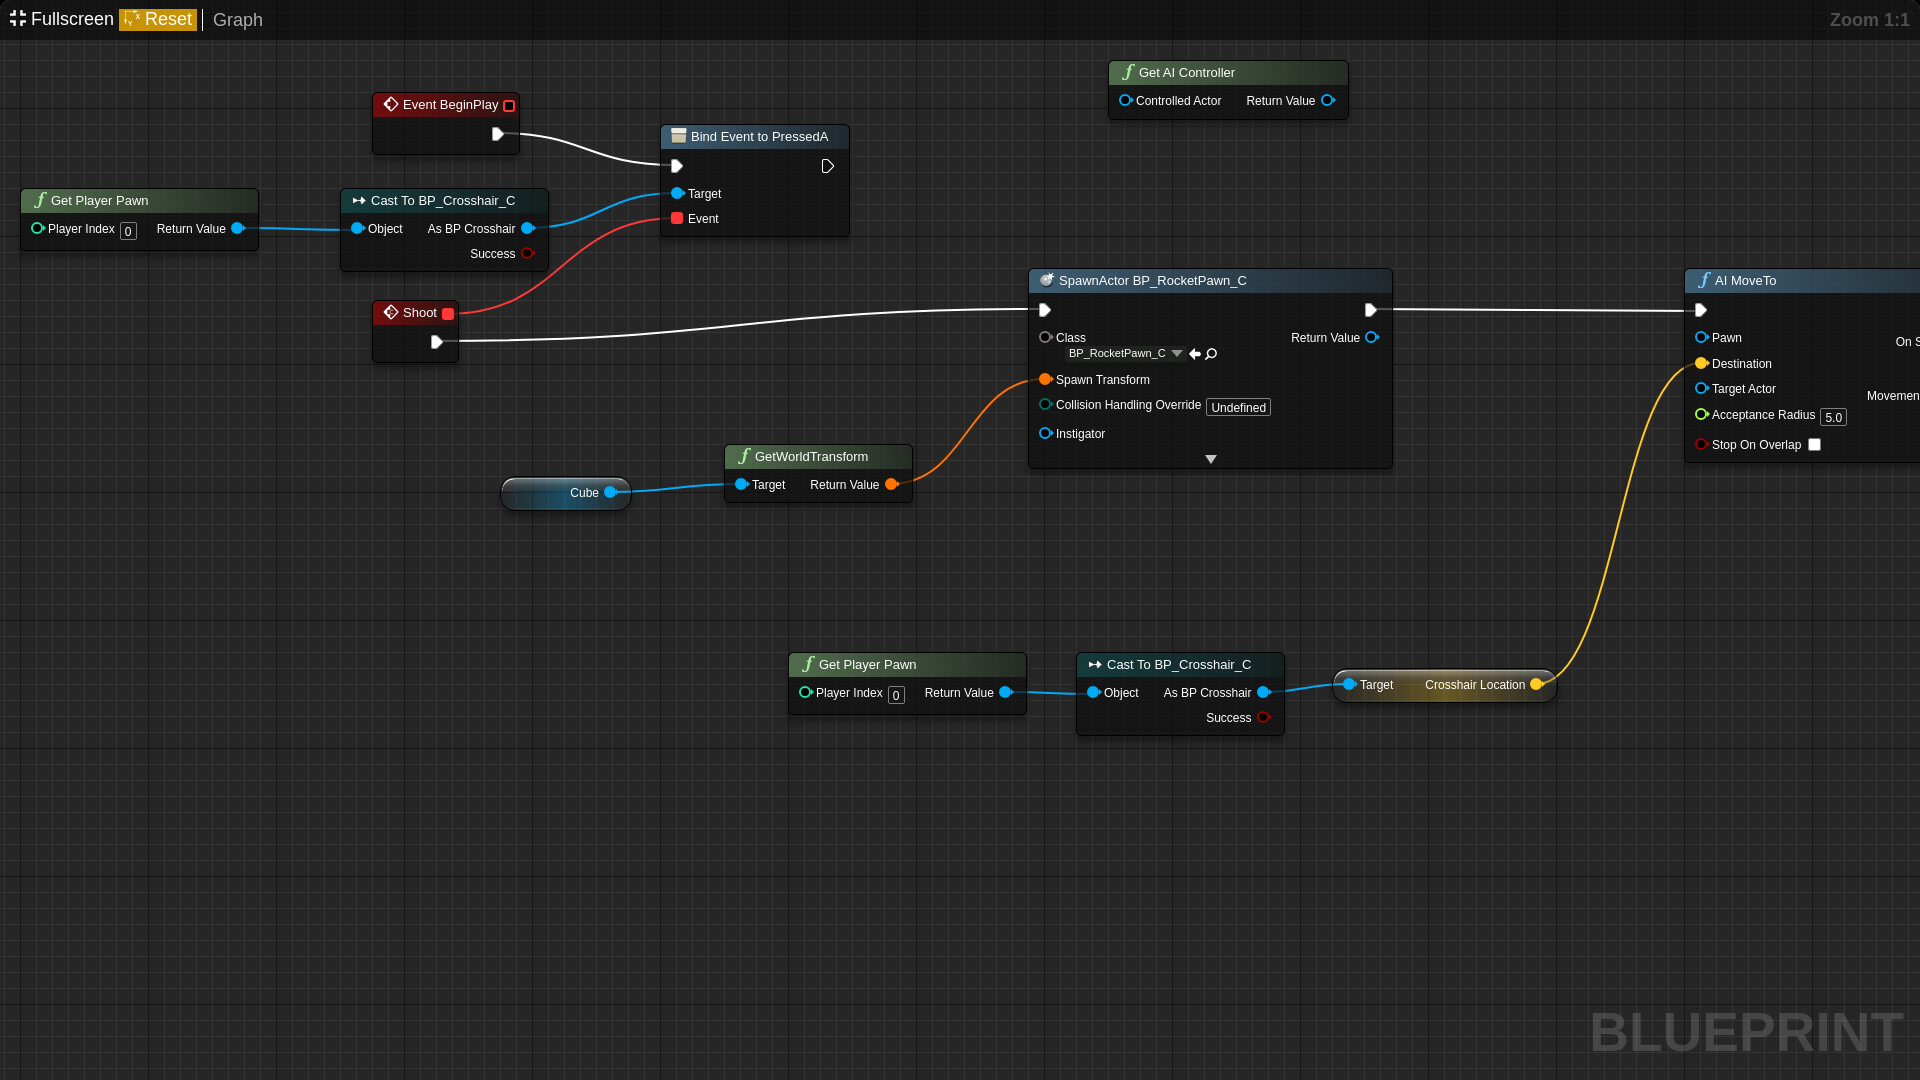 Fullscreen Reset Graph
Zoom 1:1
Get AI Controller
Controlled Actor Return Value
Event BeginPlay
Bind Event to PressedA
Target
Event
Get Player Pawn
Player Index 0 Return Value
Cast To BP_Crosshair_C
Object As BP Crosshair
Success
Shoot
SpawnActor BP_RocketPawn_C
Class Return Value
BP_RocketPawn_C
Spawn Transform
Collision Handling Override Undefined
Instigator
AI MoveTo
Pawn On S
Destination
Target Actor Movemen
Acceptance Radius 5.0
Stop On Overlap
GetWorldTransform
Target Return Value
Cube
Get Player Pawn
Player Index 0 Return Value
Cast To BP_Crosshair_C
Object As BP Crosshair
Success
Target Crosshair Location
BLUEPRINT